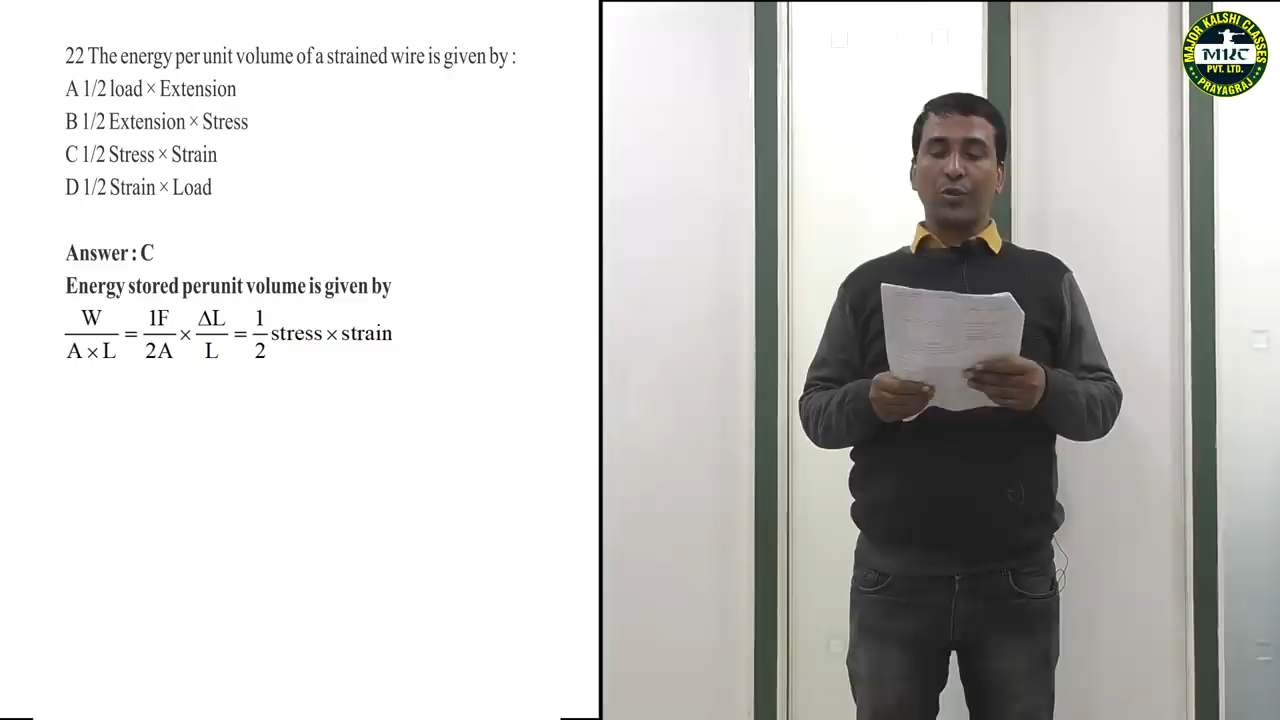 22 The energy per unit volume of a strained wire is given by :
A 1/2 load × Extension
B 1/2 Extension × Stress
C 1/2 Stress × Strain
D 1/2 Strain × Load
Answer : C
Energy stored perunit volume is given by
W/(A × L) = 1F/2A × ΔL/L = 1/2 stress × strain
MAJOR KALSHI CLASSES
MKC
PVT. LTD.
PRAYAGRAJ